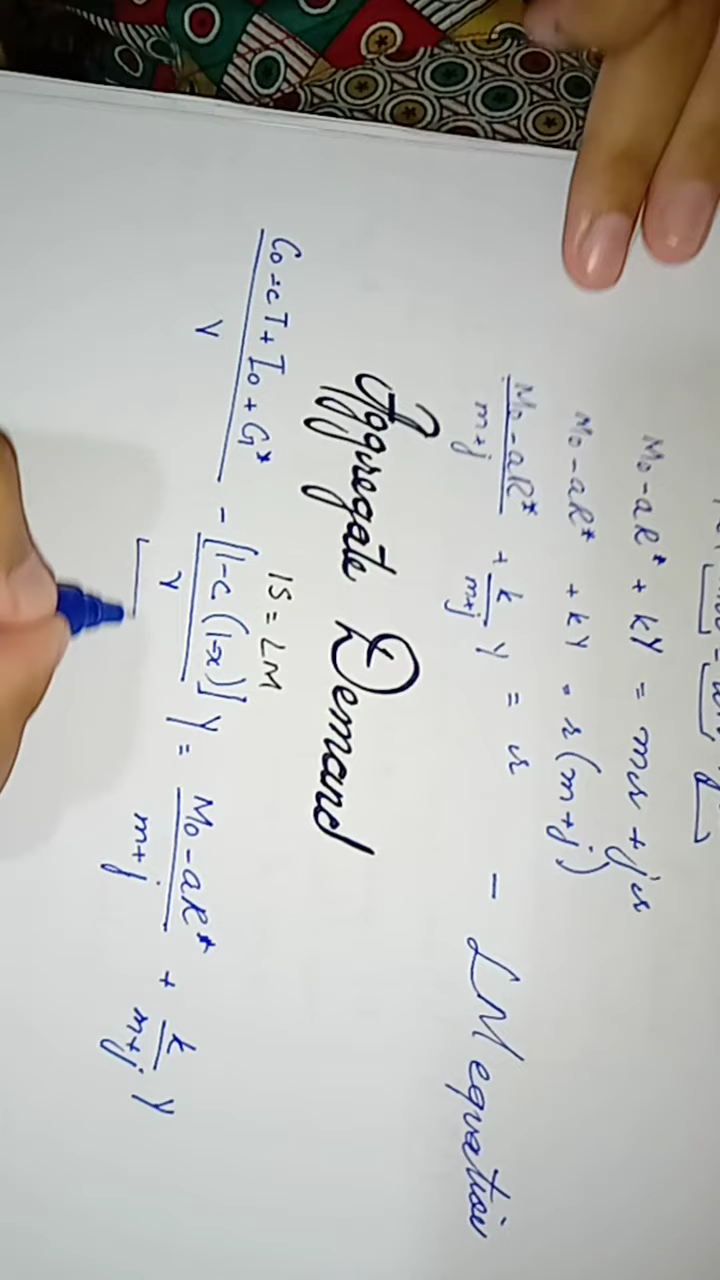 M₀ - aR* + kY = mr + jr
M₀ - aR* + kY = r(m+j)
M₀ - aR* / m+j + k / m+j Y = r - LM equation
Aggregate Demand
IS = LM
C₀ - cT + I₀ + G* / γ - [1-c(1-x)] / γ Y = M₀ - aR* / m+j + k / m+j Y